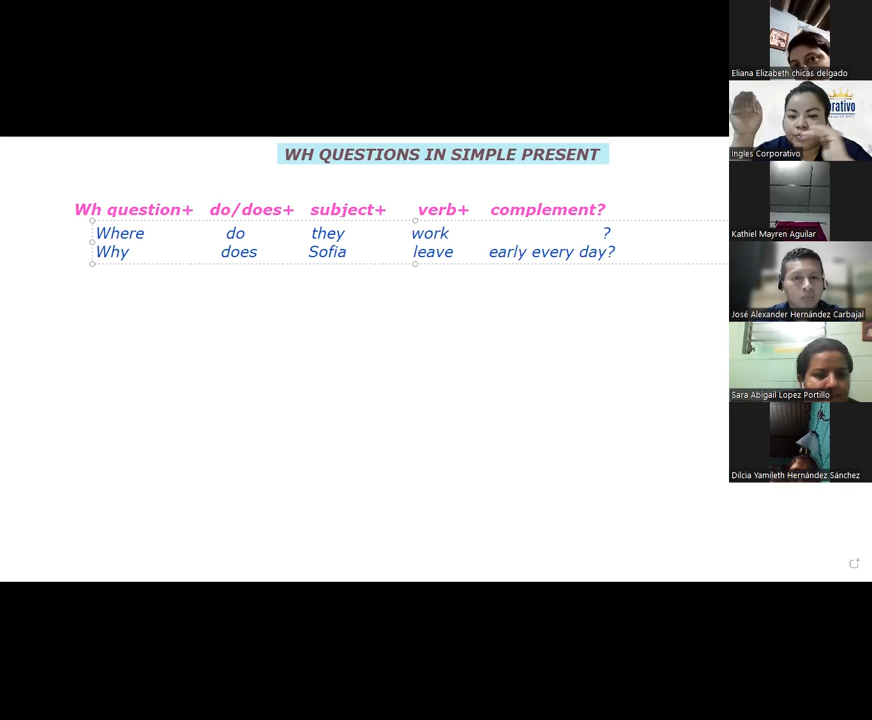 WH QUESTIONS IN SIMPLE PRESENT
Wh question+ do/does+ subject+ verb+ complement?
Where do they work ?
Why does Sofia leave early every day?
Eliana Elizabeth chicas delgado
orativo
Ingles Corporativo
Kathiel Mayren Aguilar
José Alexander Hernández Carbajal
Sara Abigail Lopez Portillo
Dilcia Yamileth Hernández Sánchez